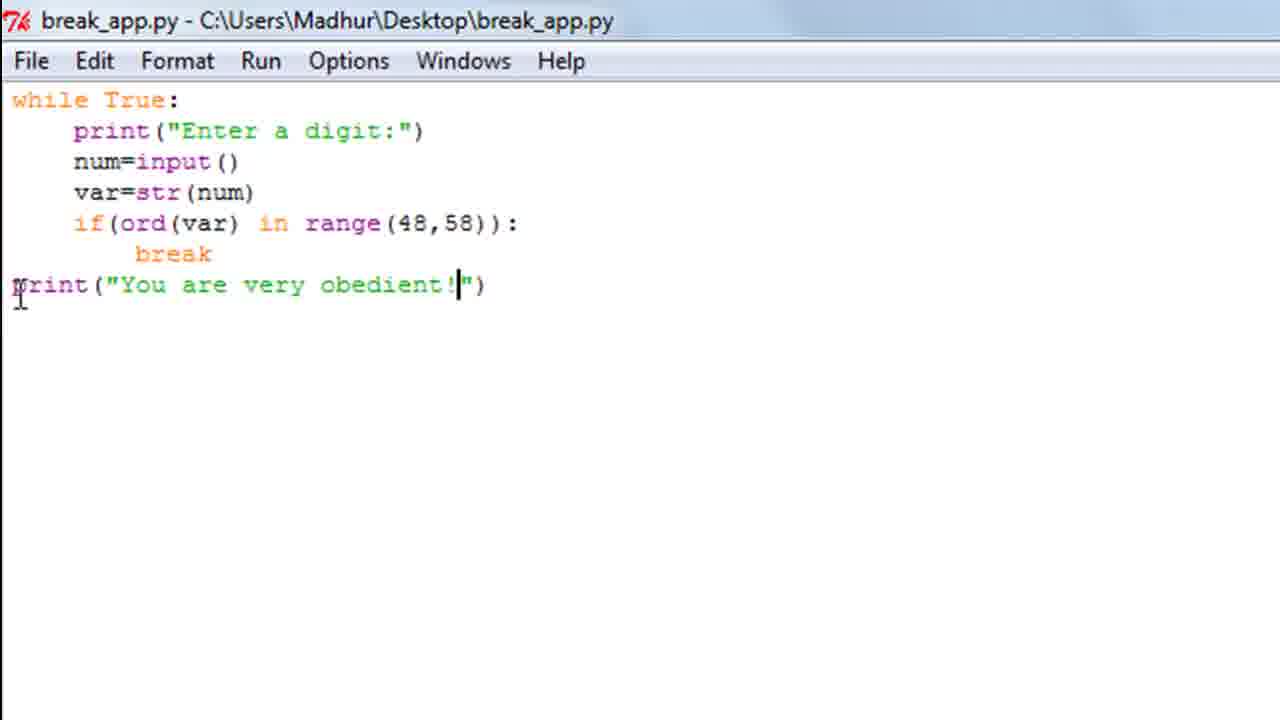 break_app.py - C:\Users\Madhur\Desktop\break_app.py
File Edit Format Run Options Windows Help
while True:
    print("Enter a digit:")
    num=input()
    var=str(num)
    if(ord(var) in range(48,58)):
        break
print("You are very obedient!")